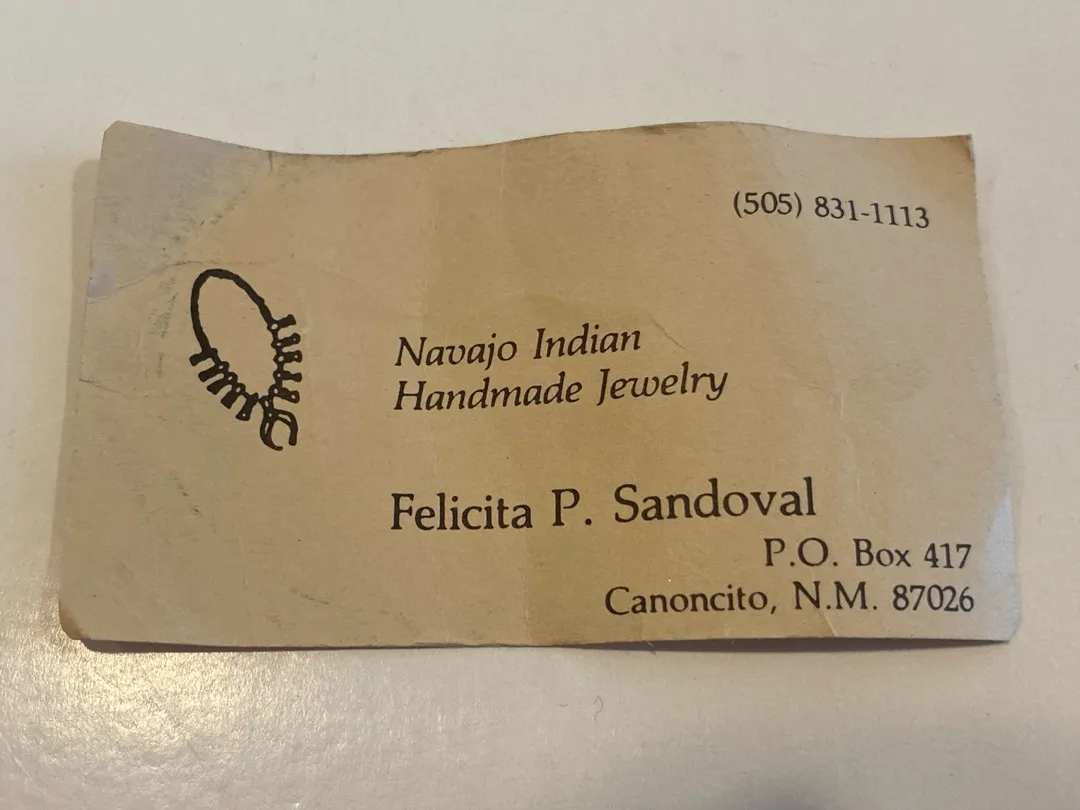 (505) 831-1113
Navajo Indian
Handmade Jewelry
Felicita P. Sandoval
P.O. Box 417
Canoncito, N.M. 87026